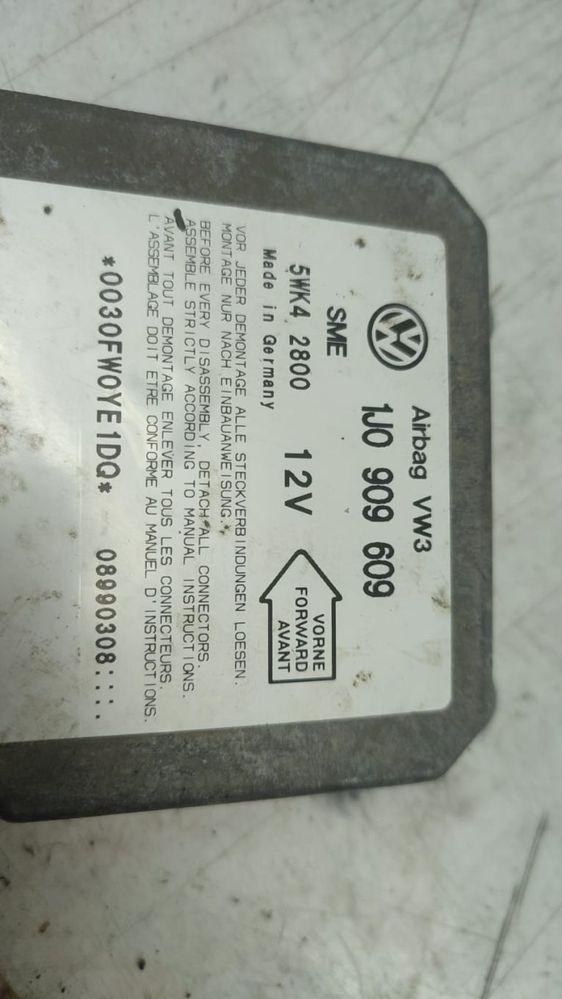 Airbag VW3
1J0 909 609
SME
5WK4 2800 12V
Made in Germany
VORNE
FORWARD
AVANT
VOR JEDER DEMONTAGE ALLE STECKVERBINDUNGEN LOESEN.
MONTAGE NUR NACH EINBAUANWEISUNG.
BEFORE EVERY DISASSEMBLY, DETACH ALL CONNECTORS.
ASSEMBLE STRICTLY ACCORDING TO MANUAL INSTRUCTIONS.
AVANT TOUT DEMONTAGE ENLEVER TOUS LES CONNECTEURS.
L'ASSEMBLAGE DOIT ETRE CONFORME AU MANUEL D'INSTRUCTIONS.
*0030FW0YE1DQ* 08990308::::